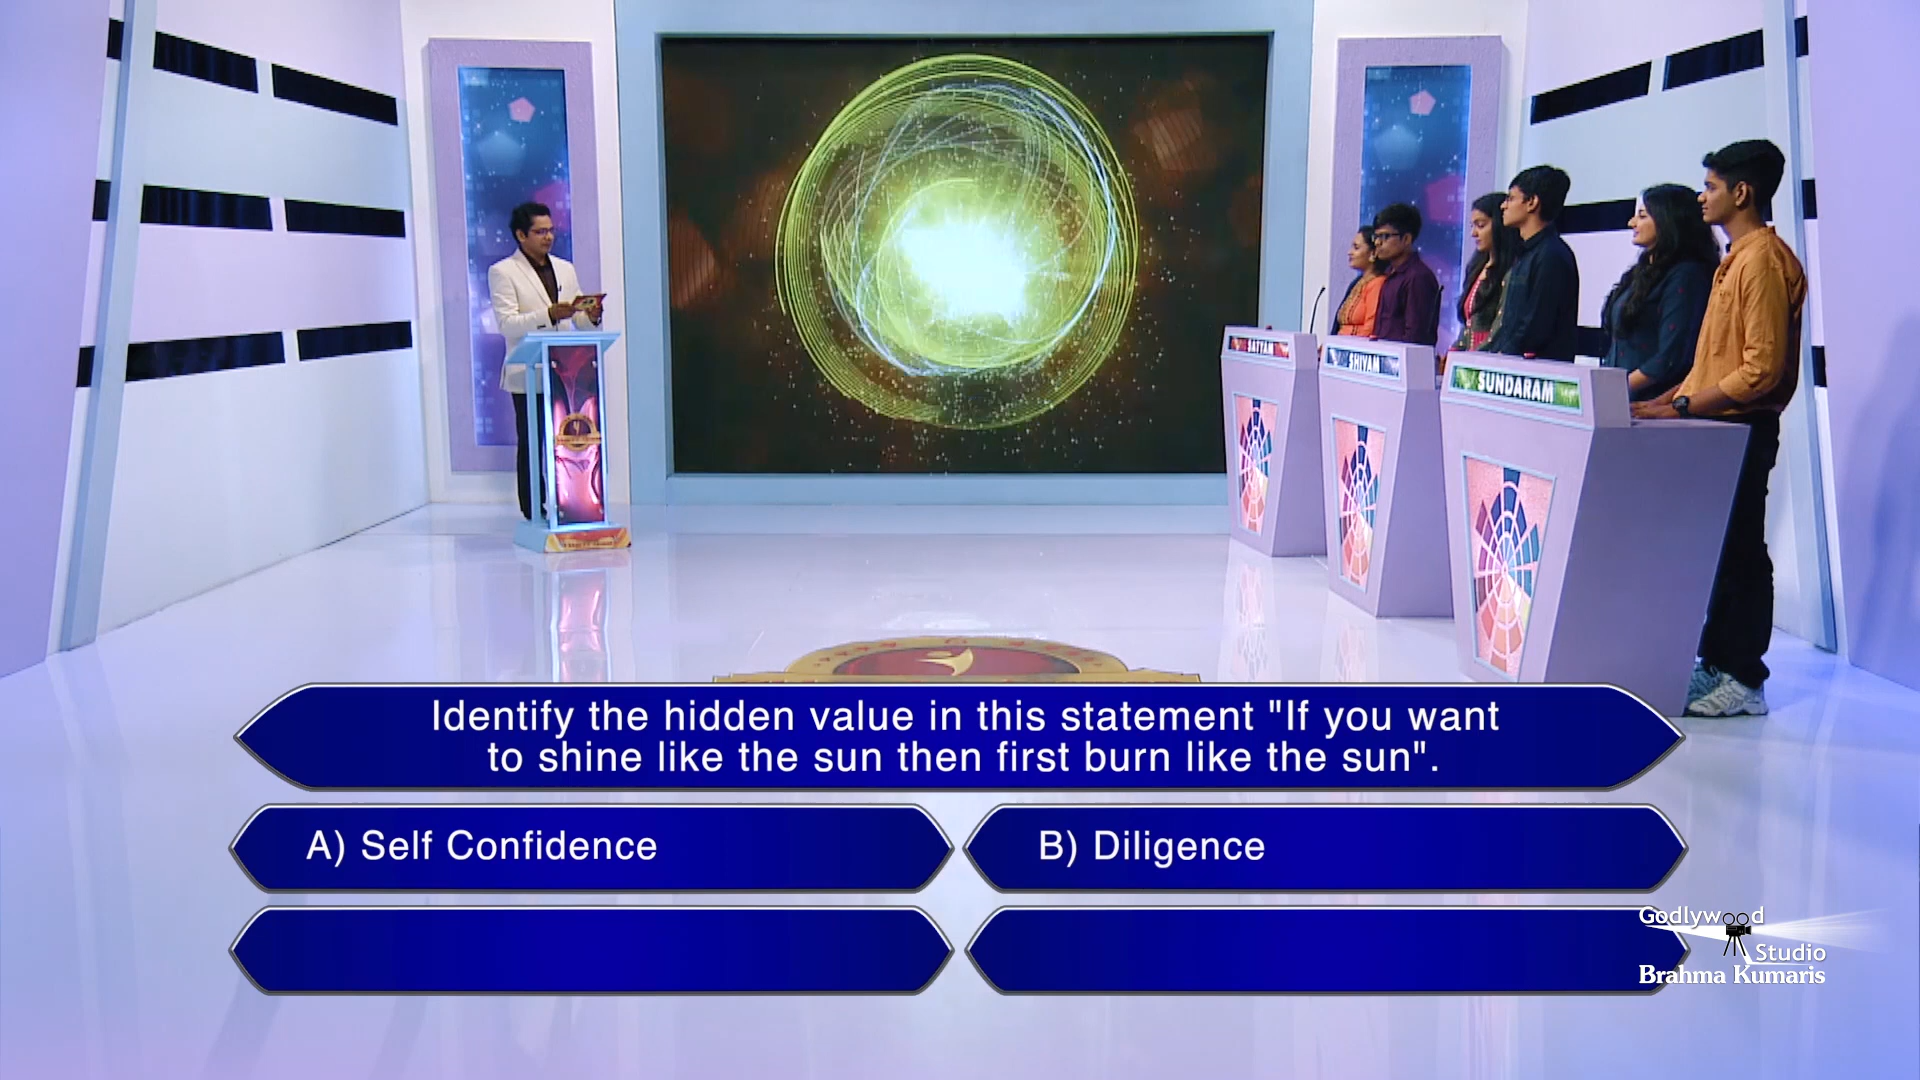 SATYAM
SHIVAM
SUNDARAM
Identify the hidden value in this statement "If you want
to shine like the sun then first burn like the sun".
A) Self Confidence
B) Diligence
Godlywood
Studio
Brahma Kumaris